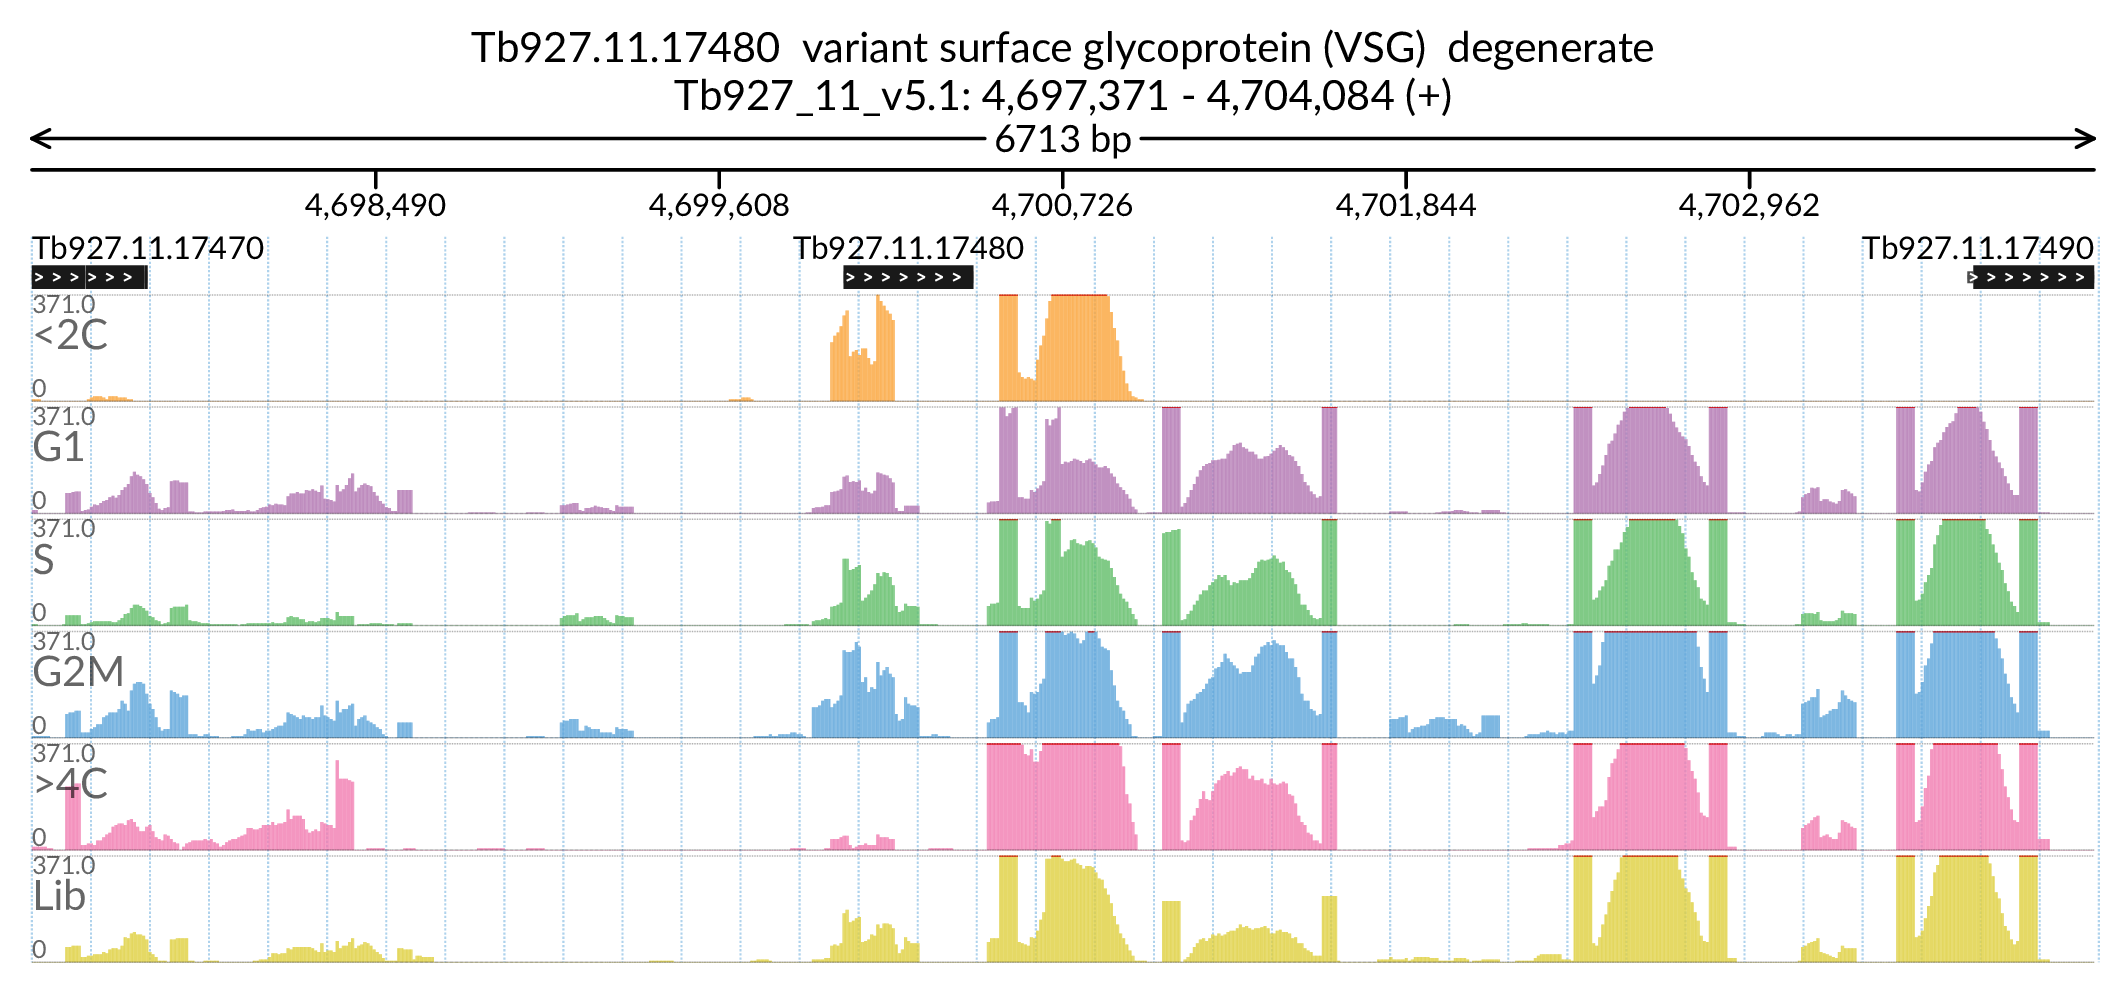 Tb927.11.17480 variant surface glycoprotein (VSG) degenerate
Tb927_11_v5.1: 4,697,371 - 4,704,084 (+)
6713 bp
4,698,490 4,699,608 4,700,726 4,701,844 4,702,962
Tb927.11.17470 Tb927.11.17480 Tb927.11.17490
371.0
<2C
0
371.0
G1
0
371.0
S
0
371.0
G2M
0
371.0
>4C
0
371.0
Lib
0